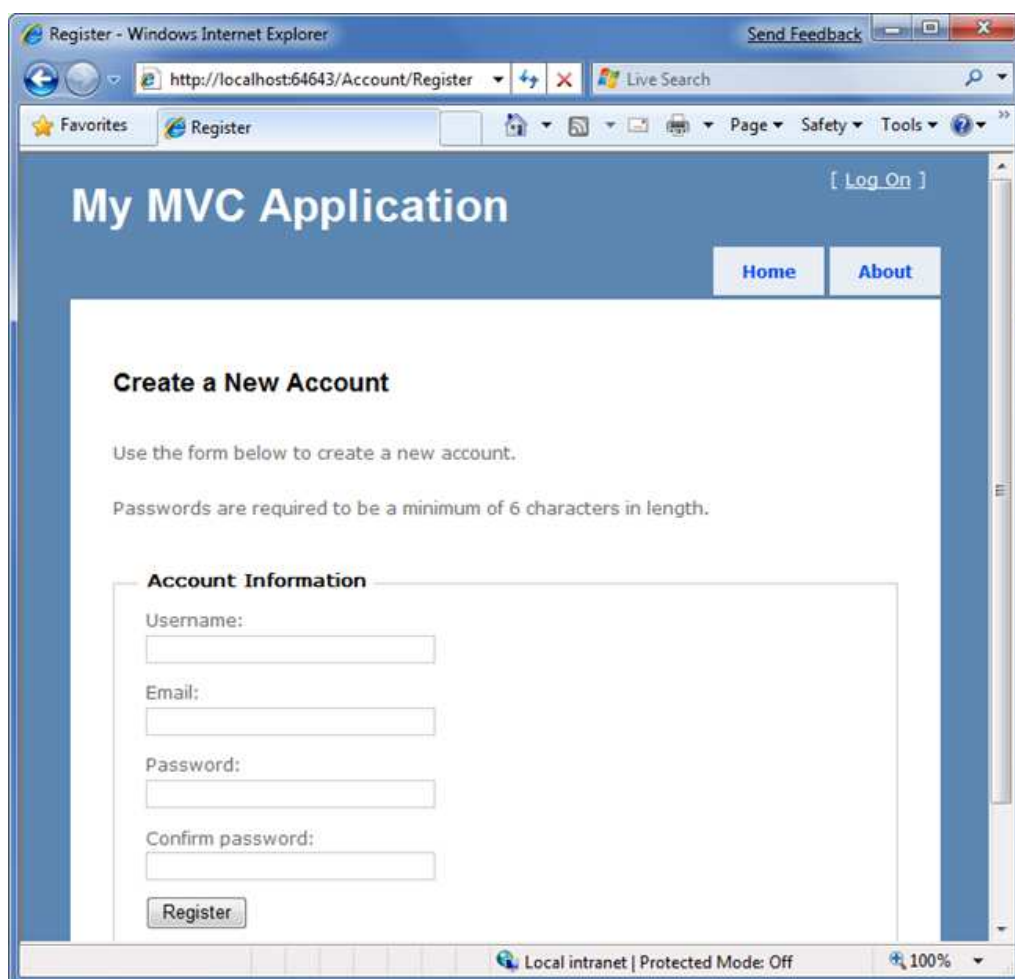 Register - Windows Internet Explorer
Send Feedback
http://localhost:64643/Account/Register
Live Search
Favorites
Register
Page
Safety
Tools
»
[ Log On ]
My MVC Application
Home
About
Create a New Account
Use the form below to create a new account.
Passwords are required to be a minimum of 6 characters in length.
Account Information
Username:
Email:
Password:
Confirm password:
Register
Local intranet | Protected Mode: Off
100%